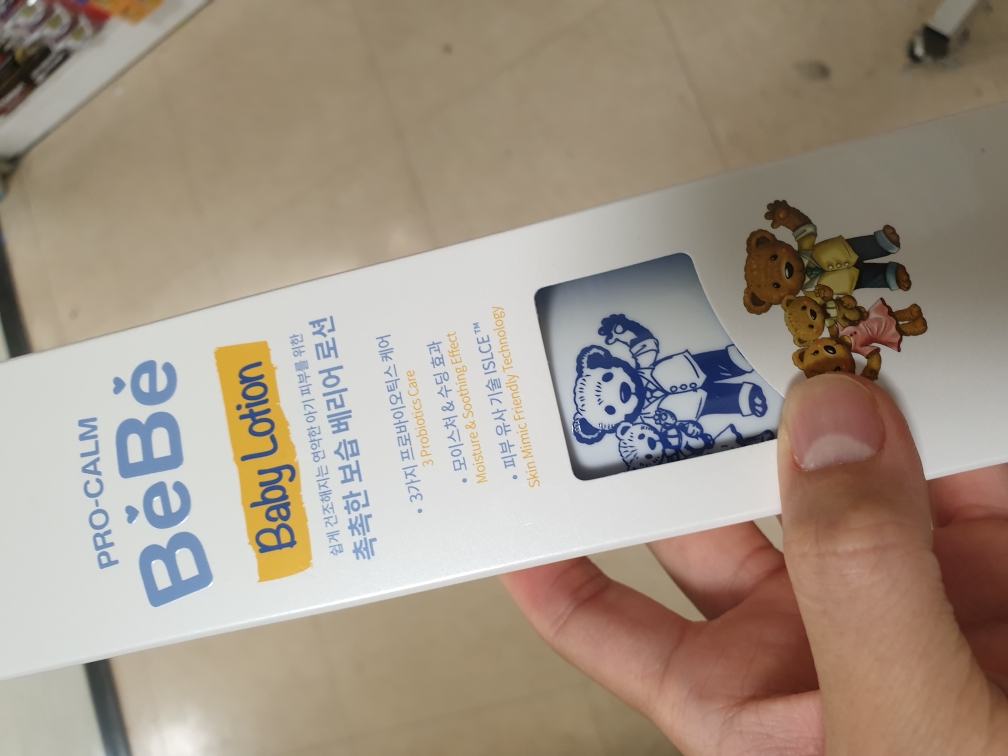 PRO-CALM
BéBè
Baby Lotion
쉽게 건조해지는 연약한 아기 피부를 위한
촉촉한 보습 베리어 로션
• 3가지 프로바이오틱스 케어
3 Probiotics Care
• 모이스처 & 수딩 효과
Moisture & Soothing Effect
• 피부 유사 기술 ISLCE™
Skin Mimic Friendly Technology